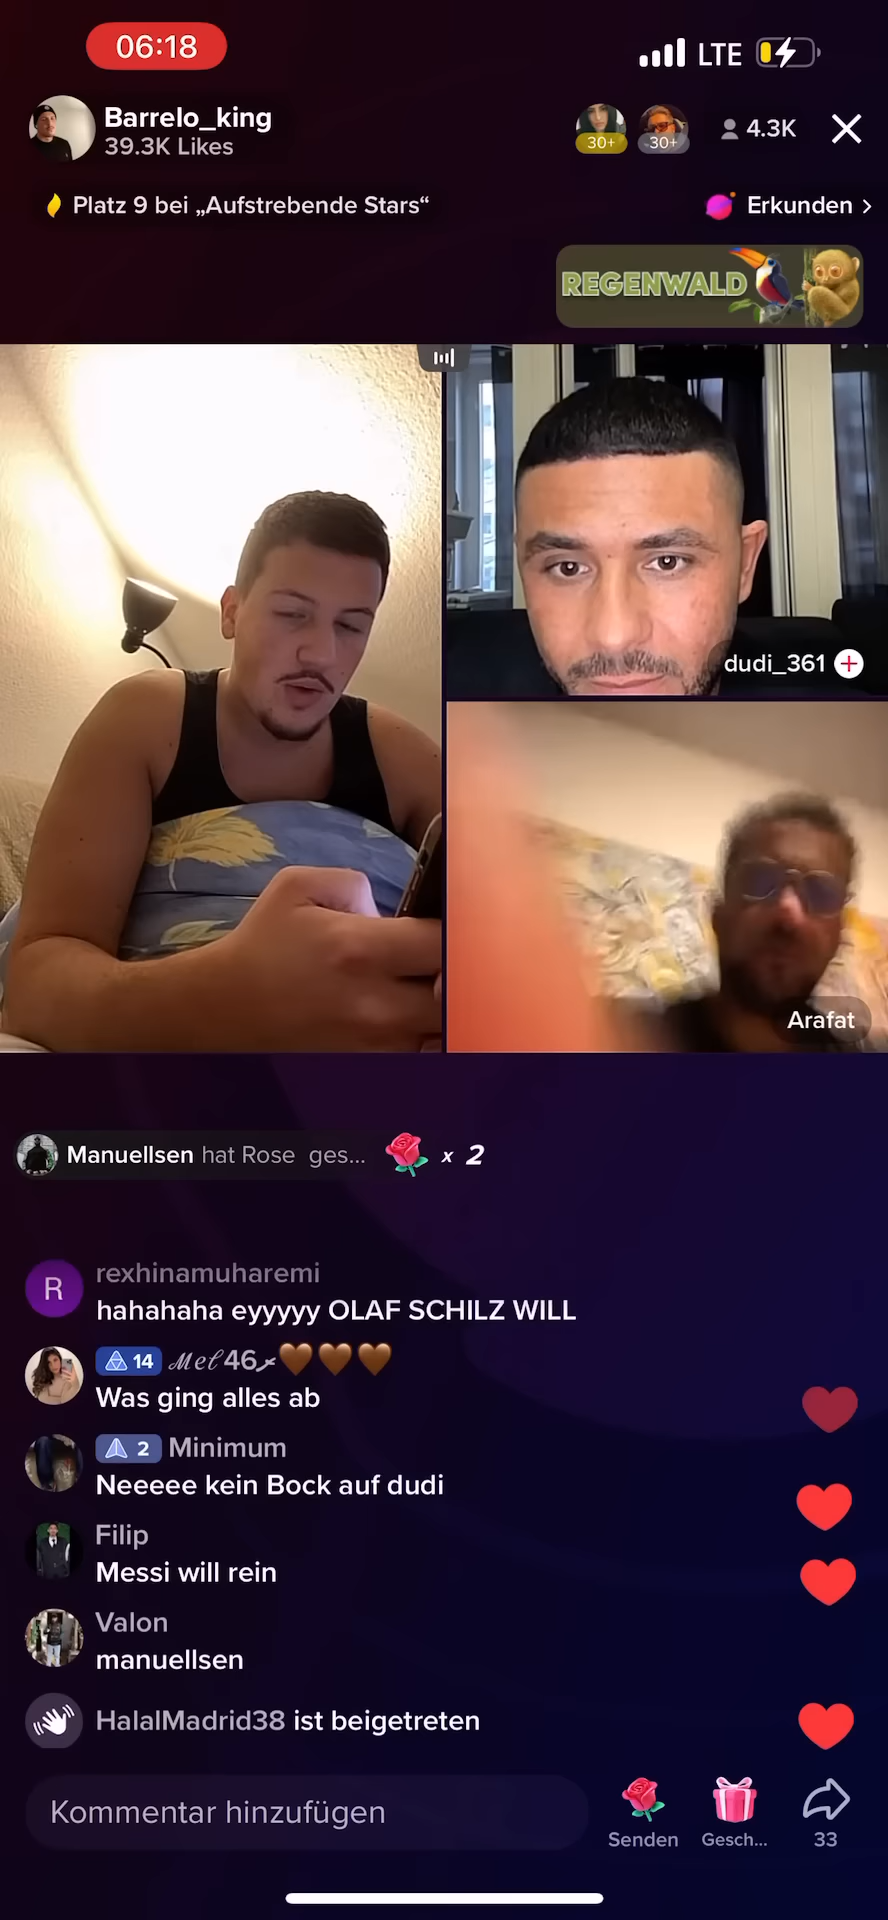 06:18
LTE
Barrelo_king
39.3K Likes
30+
30+
4.3K
Platz 9 bei „Aufstrebende Stars“
Erkunden >
REGENWALD
dudi_361
Arafat
Manuellsen hat Rose ges... x 2
R
rexhinamuharemi
hahahaha eyyyyy OLAF SCHILZ WILL
14 ℳℯℓ46
Was ging alles ab
2 Minimum
Neeeee kein Bock auf dudi
Filip
Messi will rein
Valon
manuellsen
HalalMadrid38 ist beigetreten
Kommentar hinzufügen
Senden
Gesch...
33